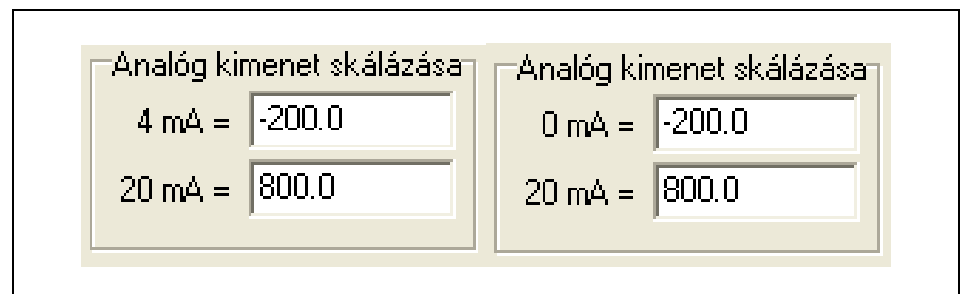 Analóg kimenet skálázása
4 mA = -200.0
20 mA = 800.0
Analóg kimenet skálázása
0 mA = -200.0
20 mA = 800.0